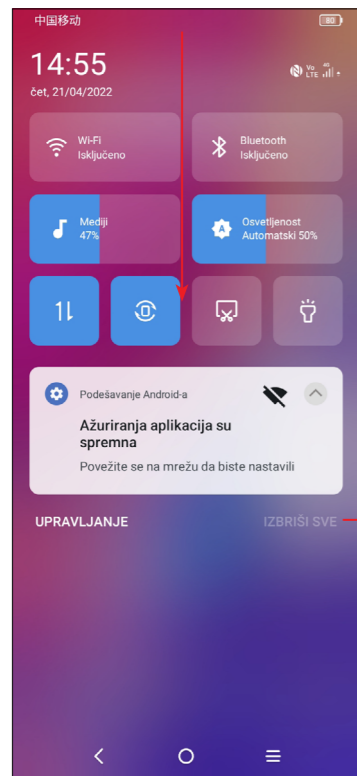 中国移动
80
14:55
čet, 21/04/2022
Vo LTE
4G
Wi-Fi
Isključeno
Bluetooth
Isključeno
Mediji
47%
A
Osvetljenost
Automatski 50%
Podešavanje Android-a
Ažuriranja aplikacija su
spremna
Povežite se na mrežu da biste nastavili
UPRAVLJANJE
IZBRIŠI SVE